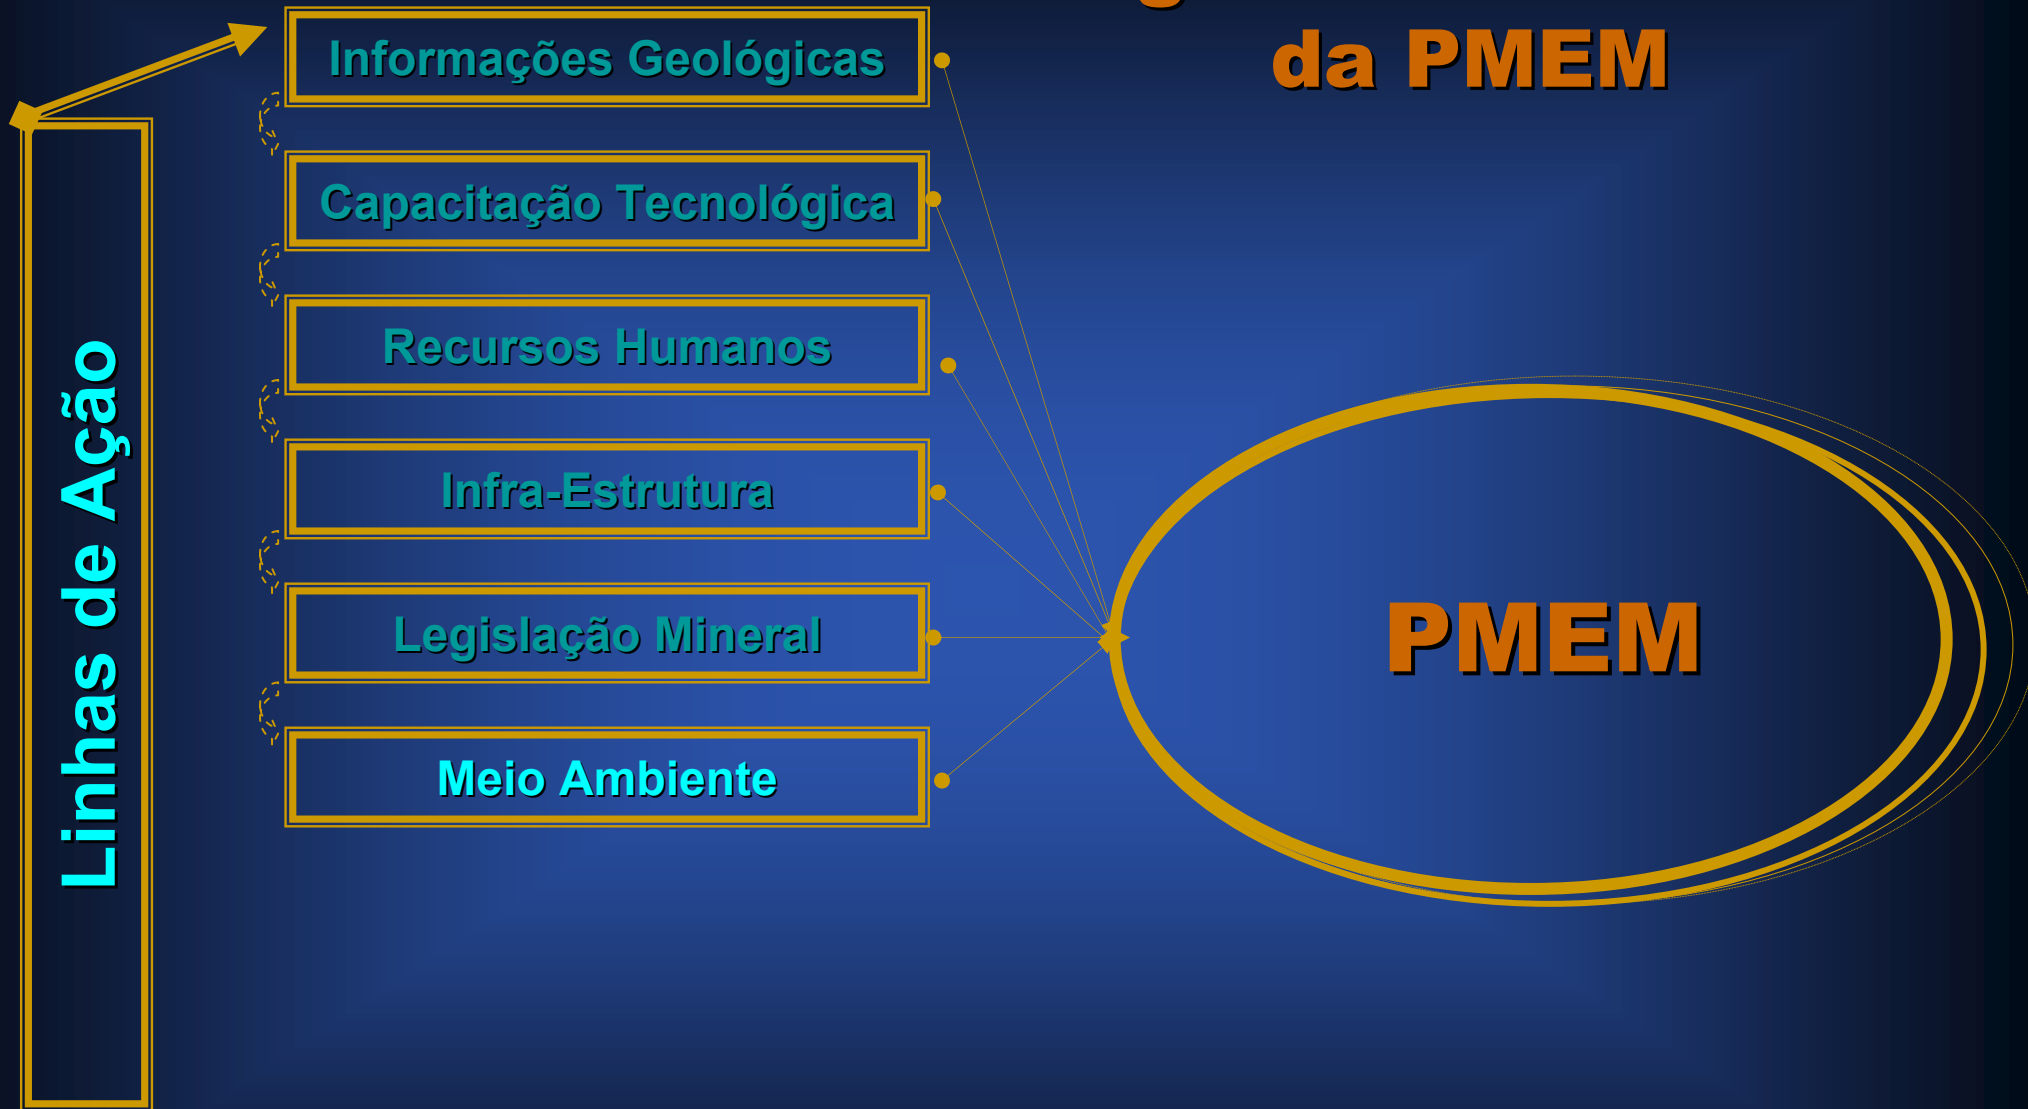 da PMEM
Informações Geológicas
Capacitação Tecnológica
Recursos Humanos
Infra-Estrutura
Legislação Mineral
Meio Ambiente
Linhas de Ação
PMEM